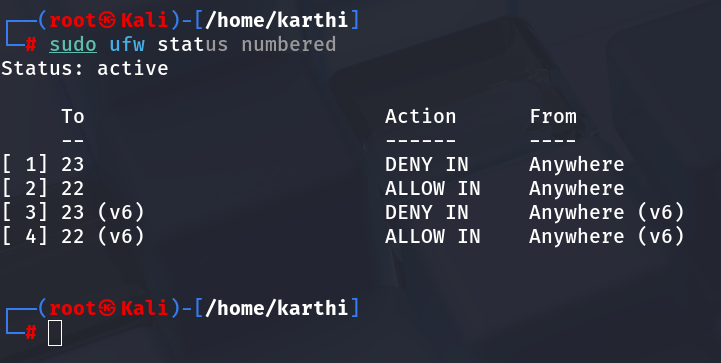 ┌──(root㉿Kali)-[/home/karthi]
└─# sudo ufw status numbered
Status: active
     To                         Action      From
     --                         ------      ----
[ 1] 23                         DENY IN     Anywhere
[ 2] 22                         ALLOW IN    Anywhere
[ 3] 23 (v6)                    DENY IN     Anywhere (v6)
[ 4] 22 (v6)                    ALLOW IN    Anywhere (v6)
┌──(root㉿Kali)-[/home/karthi]
└─#